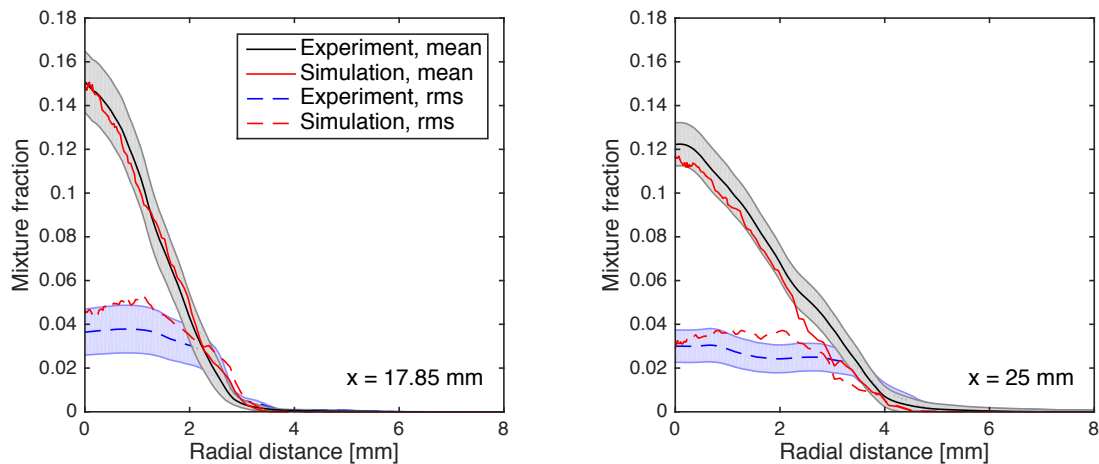 0.18
0.16
0.14
0.12
0.1
0.08
0.06
0.04
0.02
0
Mixture fraction
Experiment, mean
Simulation, mean
Experiment, rms
Simulation, rms
x = 17.85 mm
0 2 4 6 8
Radial distance [mm]
0.18
0.16
0.14
0.12
0.1
0.08
0.06
0.04
0.02
0
Mixture fraction
x = 25 mm
0 2 4 6 8
Radial distance [mm]